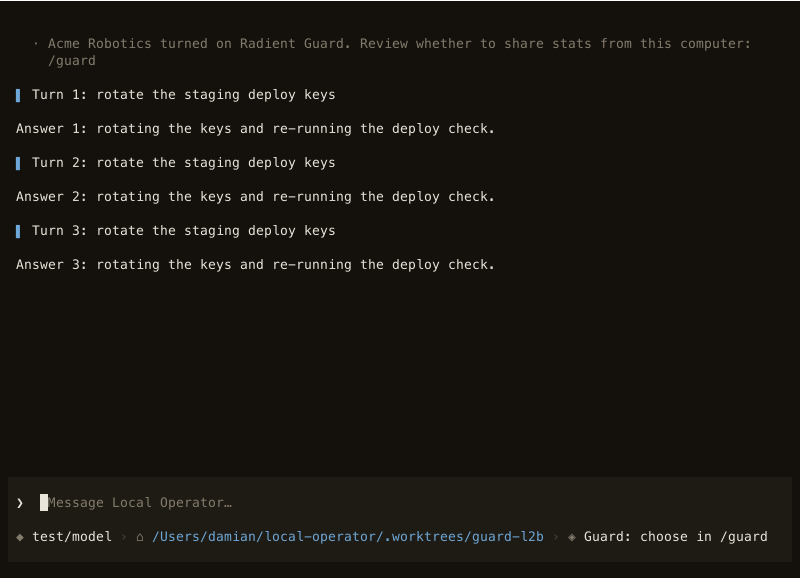 · Acme Robotics turned on Radient Guard. Review whether to share stats from this computer:
/guard
Turn 1: rotate the staging deploy keys
Answer 1: rotating the keys and re-running the deploy check.
Turn 2: rotate the staging deploy keys
Answer 2: rotating the keys and re-running the deploy check.
Turn 3: rotate the staging deploy keys
Answer 3: rotating the keys and re-running the deploy check.
❯ Message Local Operator…
◈ test/model › ⌂ /Users/damian/local-operator/.worktrees/guard-l2b › ◈ Guard: choose in /guard